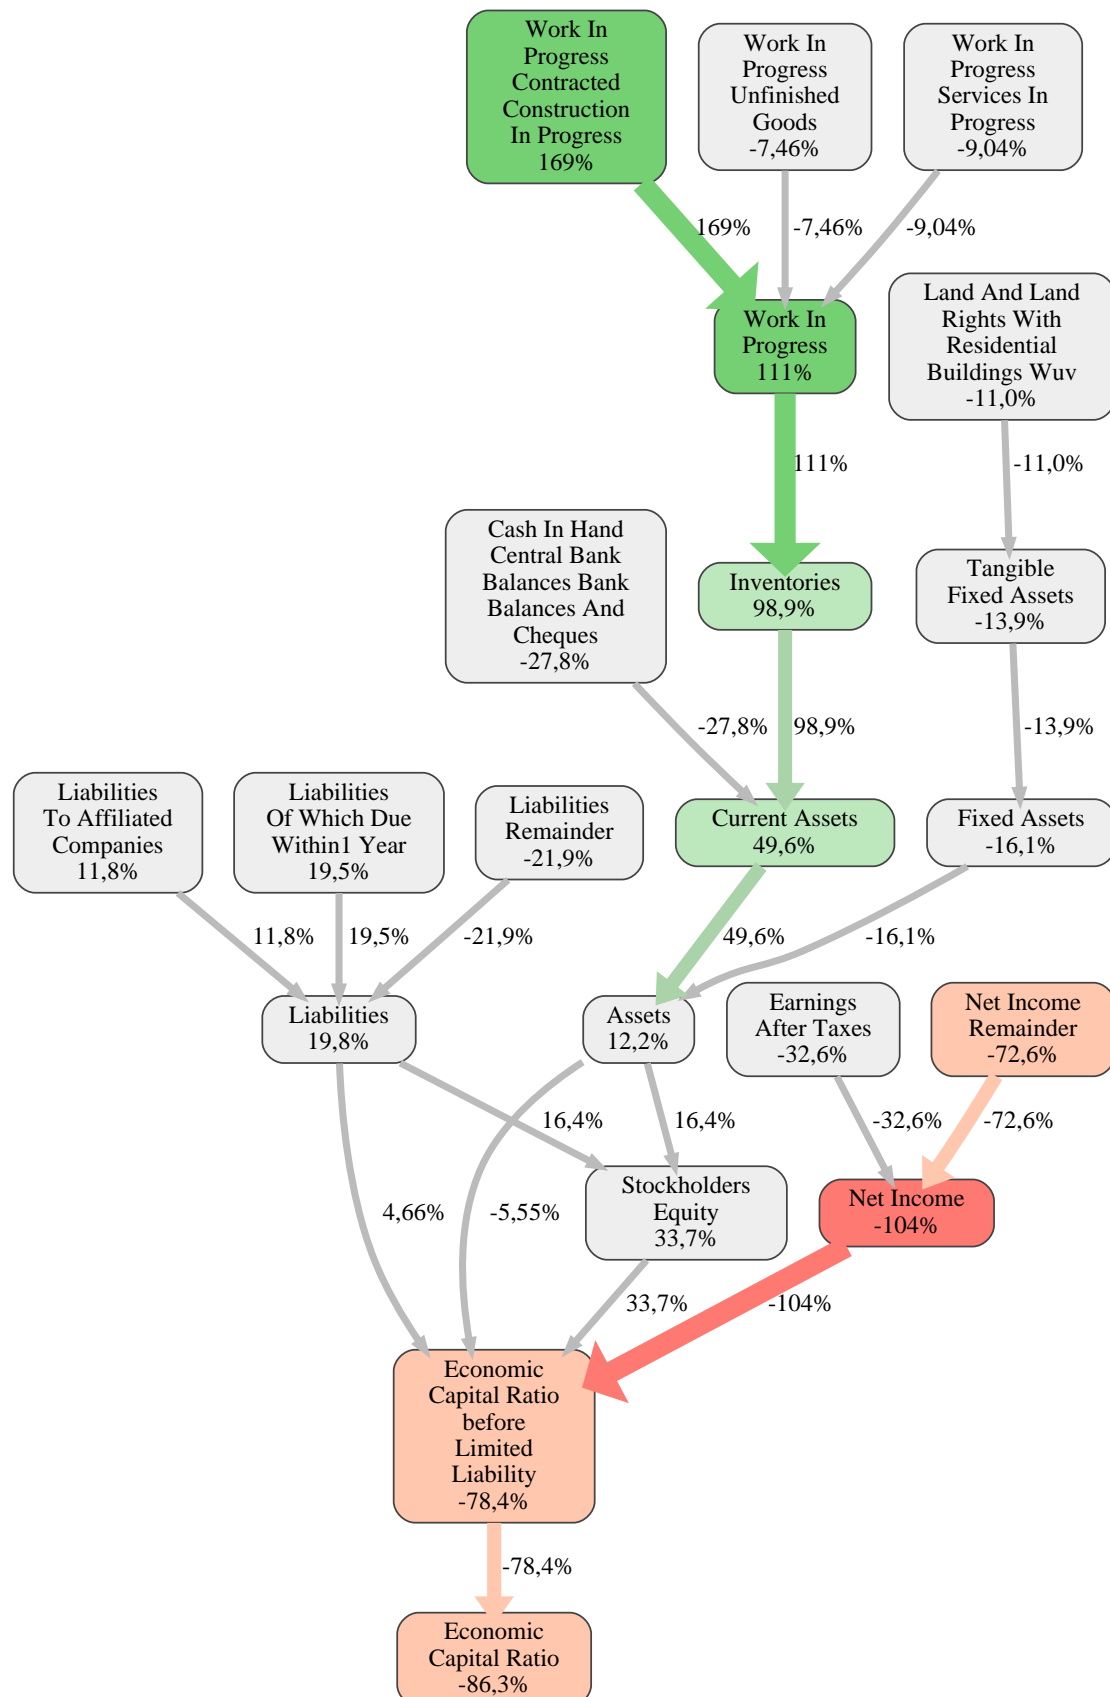 Work In
Progress
Contracted
Construction
In Progress
169%
Work In
Progress
Unfinished
Goods
-7,46%
Work In
Progress
Services In
Progress
-9,04%
169%
-7,46%
-9,04%
Work In
Progress
111%
Land And Land
Rights With
Residential
Buildings Wuv
-11,0%
111%
-11,0%
Cash In Hand
Central Bank
Balances Bank
Balances And
Cheques
-27,8%
Inventories
98,9%
Tangible
Fixed Assets
-13,9%
-27,8%
98,9%
-13,9%
Liabilities
To Affiliated
Companies
11,8%
Liabilities
Of Which Due
Within1 Year
19,5%
Liabilities
Remainder
-21,9%
Current Assets
49,6%
Fixed Assets
-16,1%
11,8%
19,5%
-21,9%
49,6%
-16,1%
Liabilities
19,8%
Assets
12,2%
Earnings
After Taxes
-32,6%
Net Income
Remainder
-72,6%
16,4%
16,4%
-32,6%
-72,6%
4,66%
-5,55%
Stockholders
Equity
33,7%
Net Income
-104%
33,7%
-104%
Economic
Capital Ratio
before
Limited
Liability
-78,4%
-78,4%
Economic
Capital Ratio
-86,3%